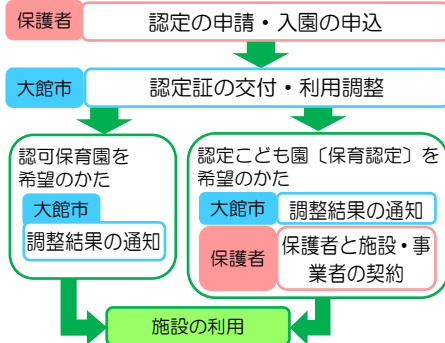 保護者 認定の申請・入園の申込
大館市 認定証の交付・利用調整
認可保育園を
希望のかた
大館市
調整結果の通知
認定こども園〔保育認定〕を
希望のかた
大館市 調整結果の通知
保護者 保護者と施設・事
業者の契約
施設の利用